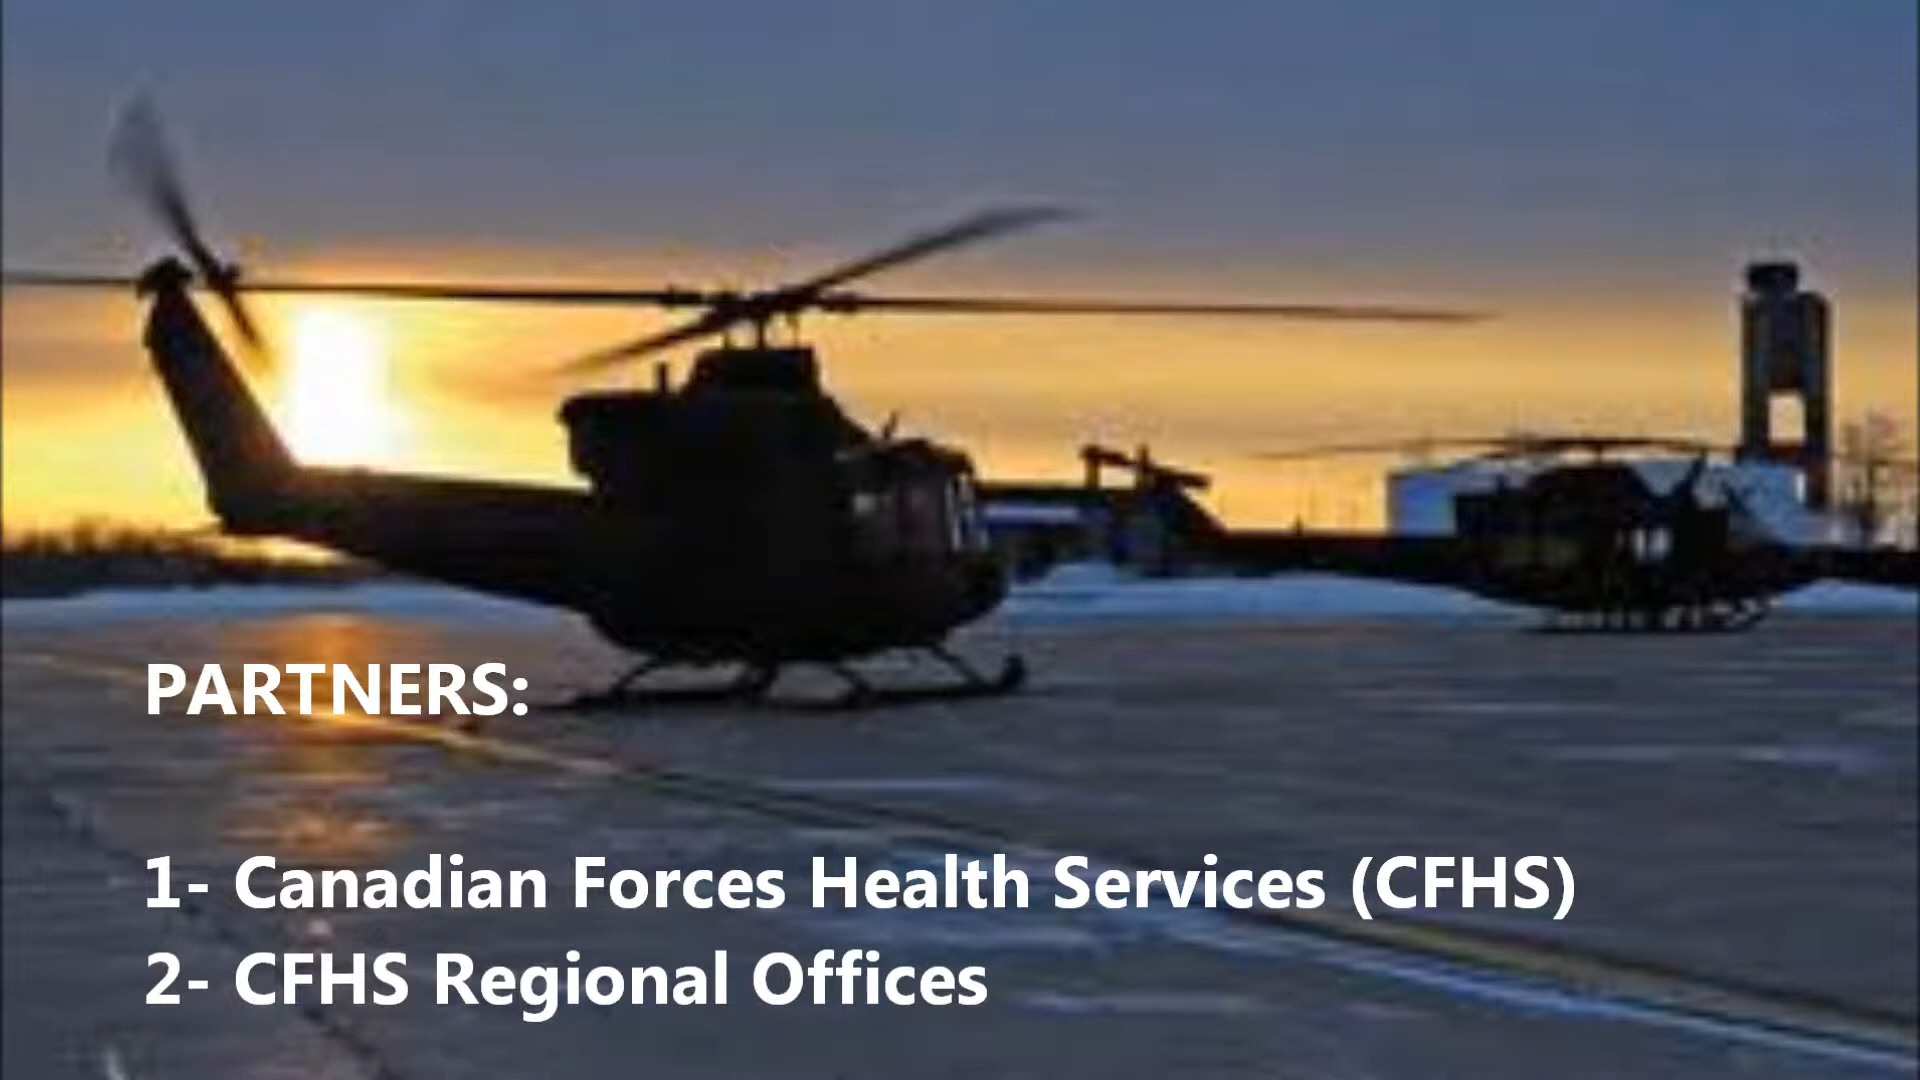 PARTNERS:
1- Canadian Forces Health Services (CFHS)
2- CFHS Regional Offices